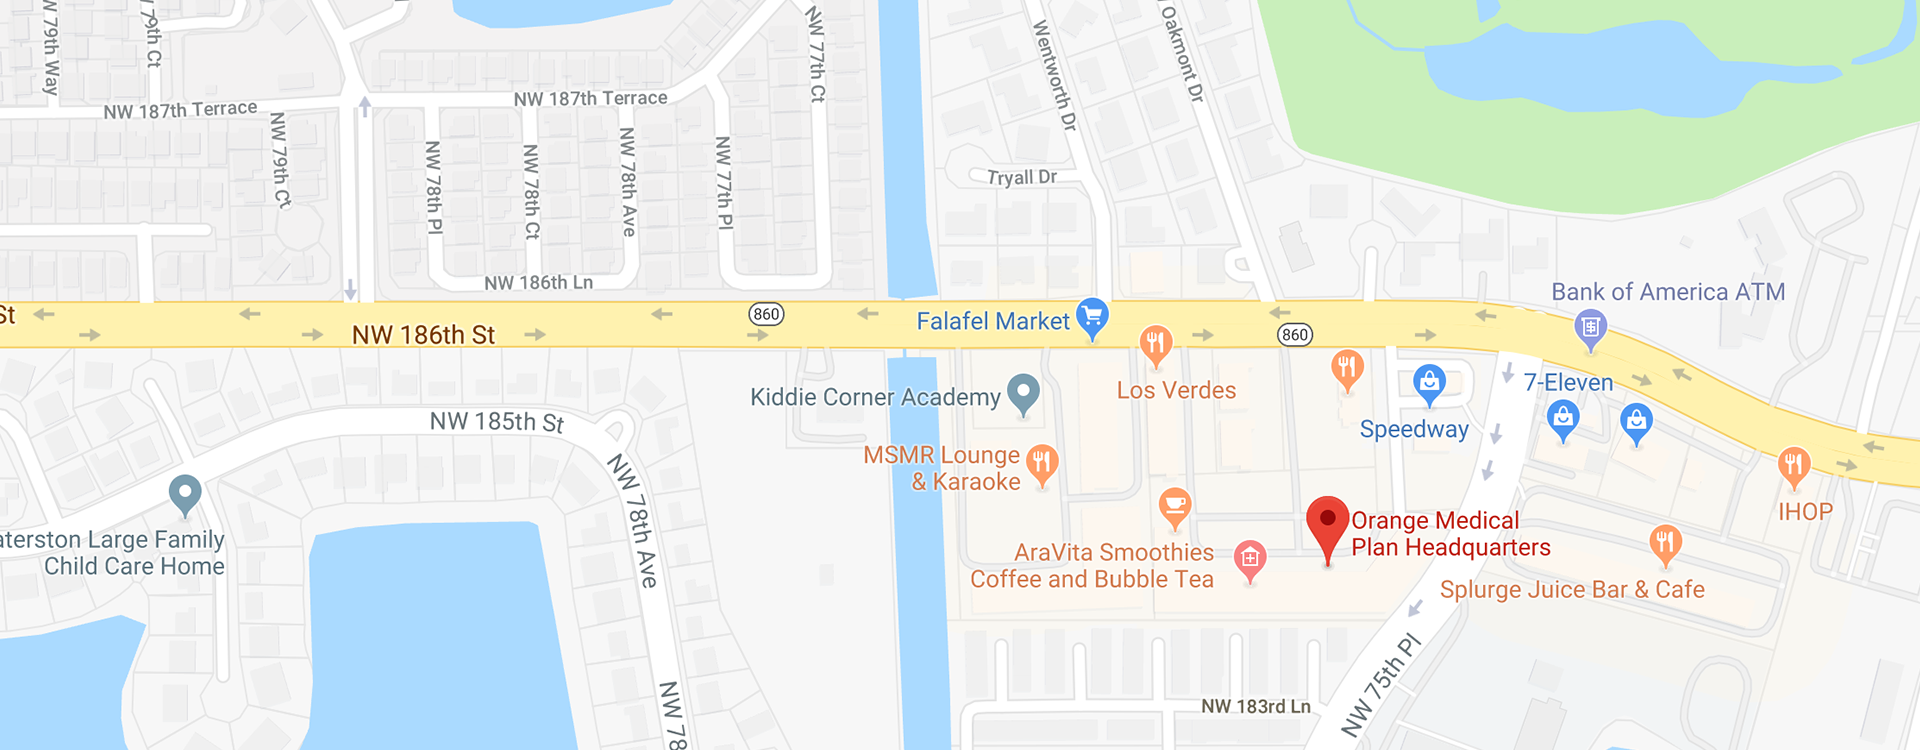 NW 79th Way
79th Ct
NW 77th Ct
Wentworth Dr
Oakmont Dr
NW 187th Terrace
NW 187th Terrace
NW 79th Ct
NW 78th Pl
NW 78th Ct
NW 78th Ave
NW 77th Pl
Tryall Dr
NW 186th Ln
Bank of America ATM
St
NW 186th St
860
Falafel Market
860
Los Verdes
7-Eleven
Kiddie Corner Academy
Speedway
NW 185th St
MSMR Lounge
& Karaoke
NW 78th Ave
IHOP
Orange Medical
Plan Headquarters
aterston Large Family
Child Care Home
AraVita Smoothies
Coffee and Bubble Tea
Splurge Juice Bar & Cafe
NW 75th Pl
NW 183rd Ln
NW 78